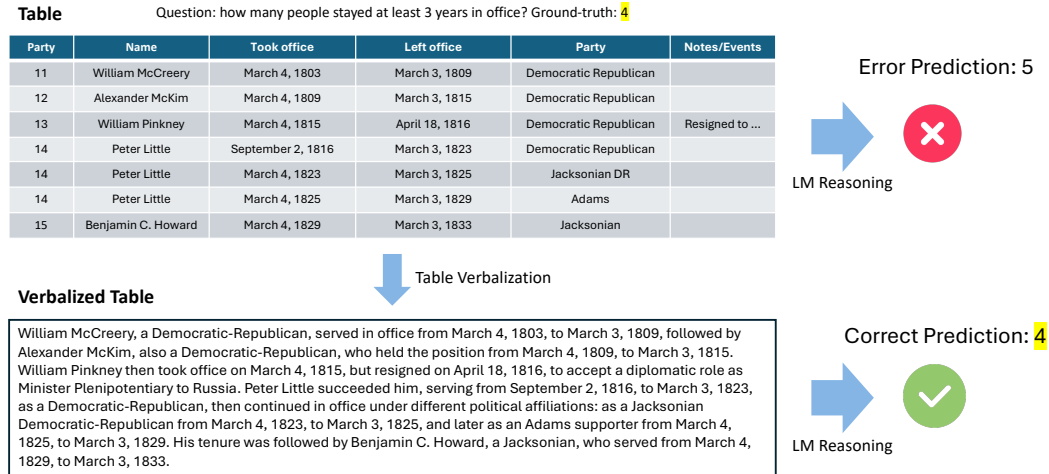 Table
Question: how many people stayed at least 3 years in office? Ground-truth: 4
Party Name Took office Left office Party Notes/Events
11 William McCreery March 4, 1803 March 3, 1809 Democratic Republican
12 Alexander McKim March 4, 1809 March 3, 1815 Democratic Republican
13 William Pinkney March 4, 1815 April 18, 1816 Democratic Republican Resigned to ...
14 Peter Little September 2, 1816 March 3, 1823 Democratic Republican
14 Peter Little March 4, 1823 March 3, 1825 Jacksonian DR
14 Peter Little March 4, 1825 March 3, 1829 Adams
15 Benjamin C. Howard March 4, 1829 March 3, 1833 Jacksonian
Error Prediction: 5
LM Reasoning
Table Verbalization
Verbalized Table
William McCreery, a Democratic-Republican, served in office from March 4, 1803, to March 3, 1809, followed by
Alexander McKim, also a Democratic-Republican, who held the position from March 4, 1809, to March 3, 1815.
William Pinkney then took office on March 4, 1815, but resigned on April 18, 1816, to accept a diplomatic role as
Minister Plenipotentiary to Russia. Peter Little succeeded him, serving from September 2, 1816, to March 3, 1823,
as a Democratic-Republican, then continued in office under different political affiliations: as a Jacksonian
Democratic-Republican from March 4, 1823, to March 3, 1825, and later as an Adams supporter from March 4,
1825, to March 3, 1829. His tenure was followed by Benjamin C. Howard, a Jacksonian, who served from March 4,
1829, to March 3, 1833.
Correct Prediction: 4
LM Reasoning